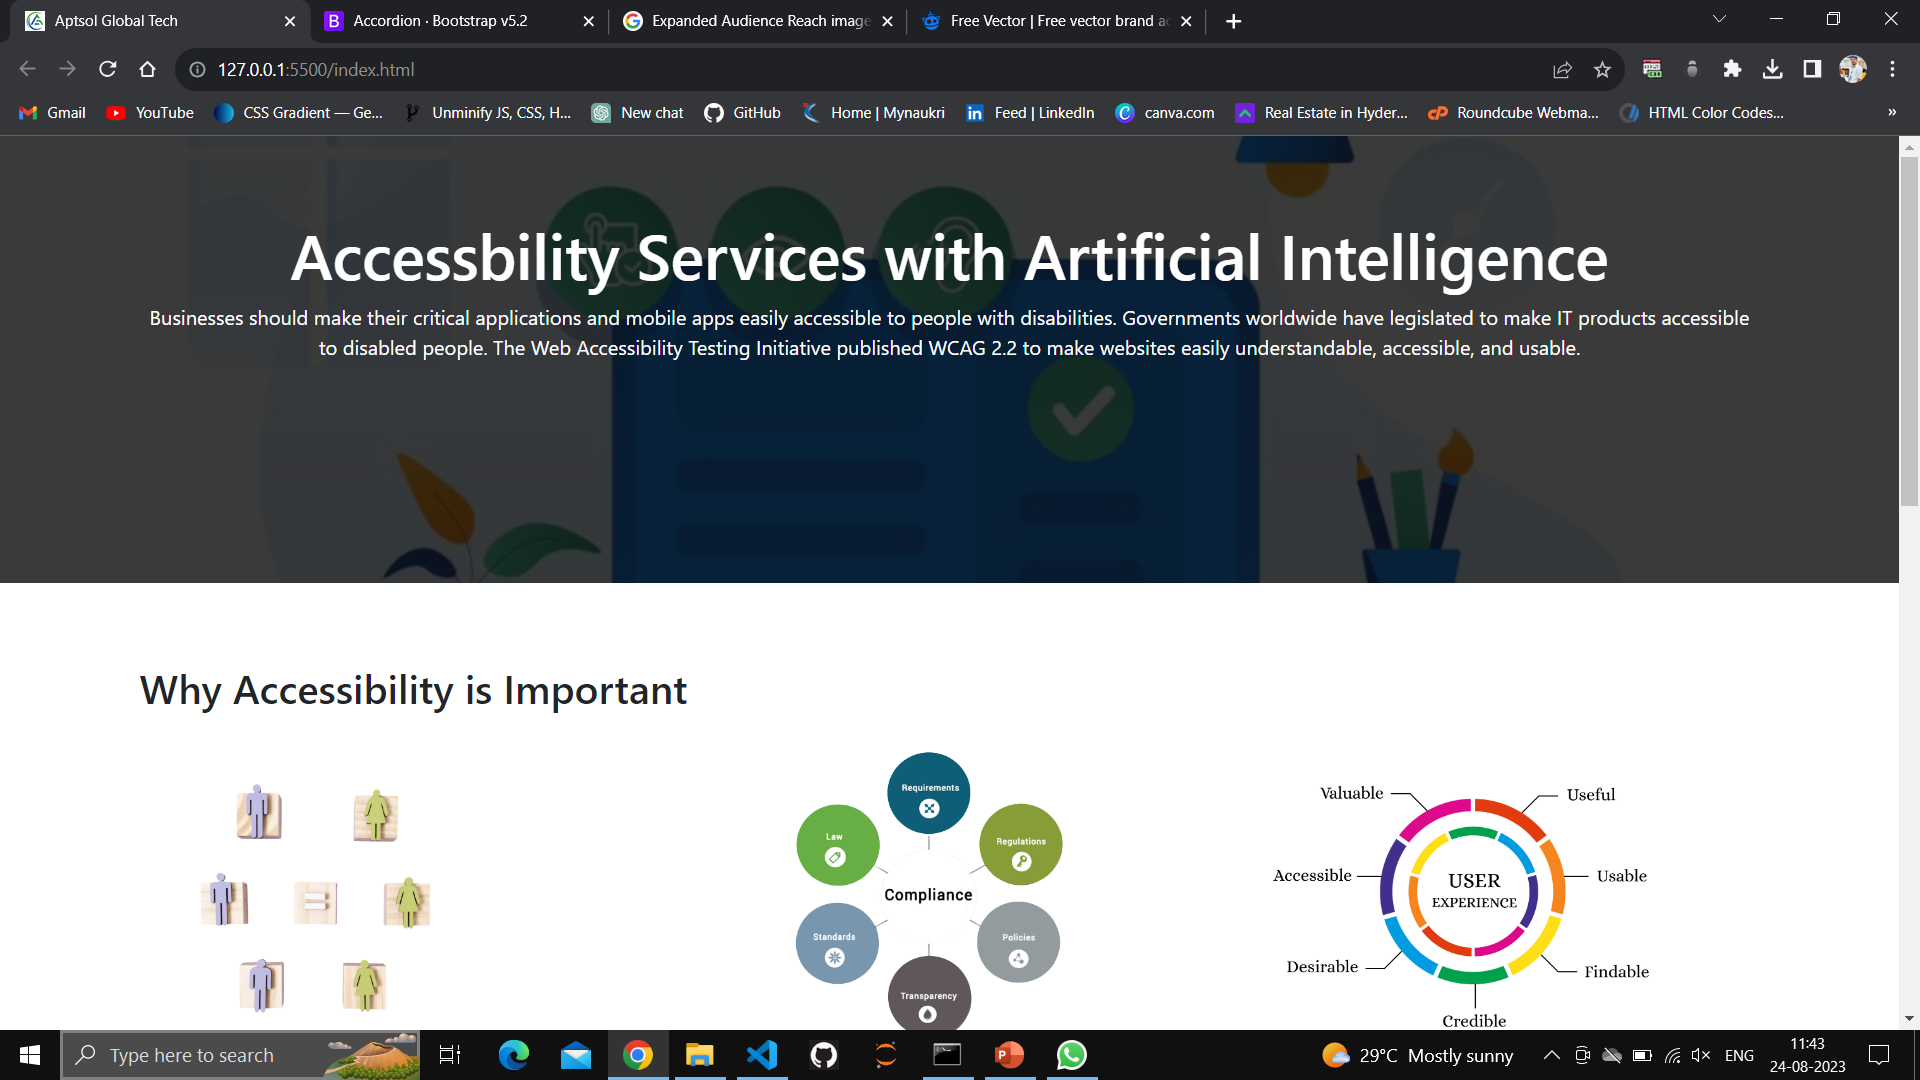 Aptsol Global Tech
Accordion · Bootstrap v5.2
Expanded Audience Reach image
Free Vector | Free vector brand a
127.0.0.1:5500/index.html
Gmail
YouTube
CSS Gradient — Ge...
Unminify JS, CSS, H...
New chat
GitHub
Home | Mynaukri
Feed | LinkedIn
canva.com
Real Estate in Hyder...
Roundcube Webma...
HTML Color Codes...
»
Accessbility Services with Artificial Intelligence
Businesses should make their critical applications and mobile apps easily accessible to people with disabilities. Governments worldwide have legislated to make IT products accessible
to disabled people. The Web Accessibility Testing Initiative published WCAG 2.2 to make websites easily understandable, accessible, and usable.
Why Accessibility is Important
Requirements
Law
Regulations
Compliance
Standards
Policies
Transparency
Valuable
Useful
Accessible
USER
EXPERIENCE
Usable
Desirable
Findable
Credible
Type here to search
29°C Mostly sunny
ENG
11:43
24-08-2023